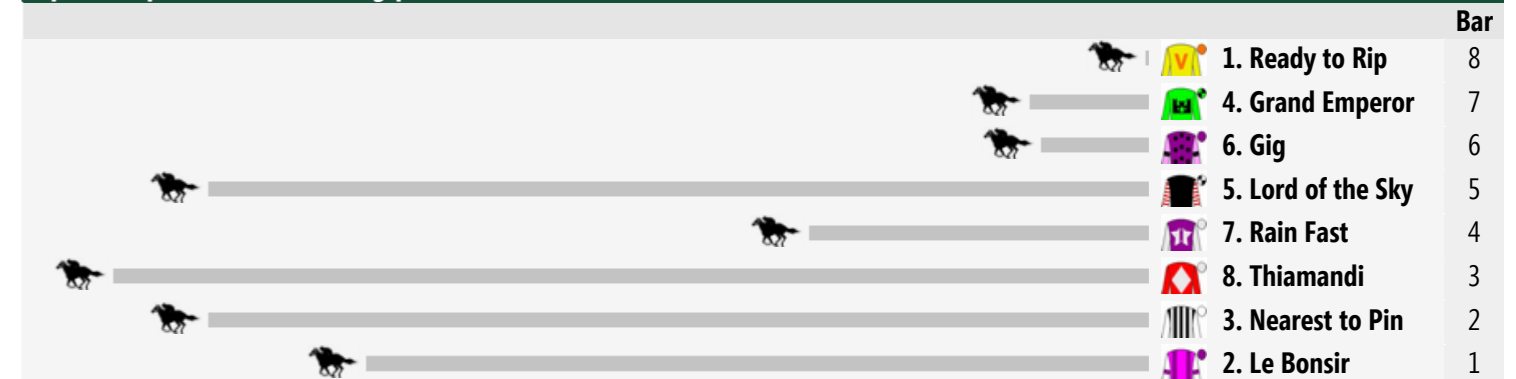 Bar
1. Ready to Rip 8
4. Grand Emperor 7
6. Gig 6
5. Lord of the Sky 5
7. Rain Fast 4
8. Thiamandi 3
3. Nearest to Pin 2
2. Le Bonsir 1